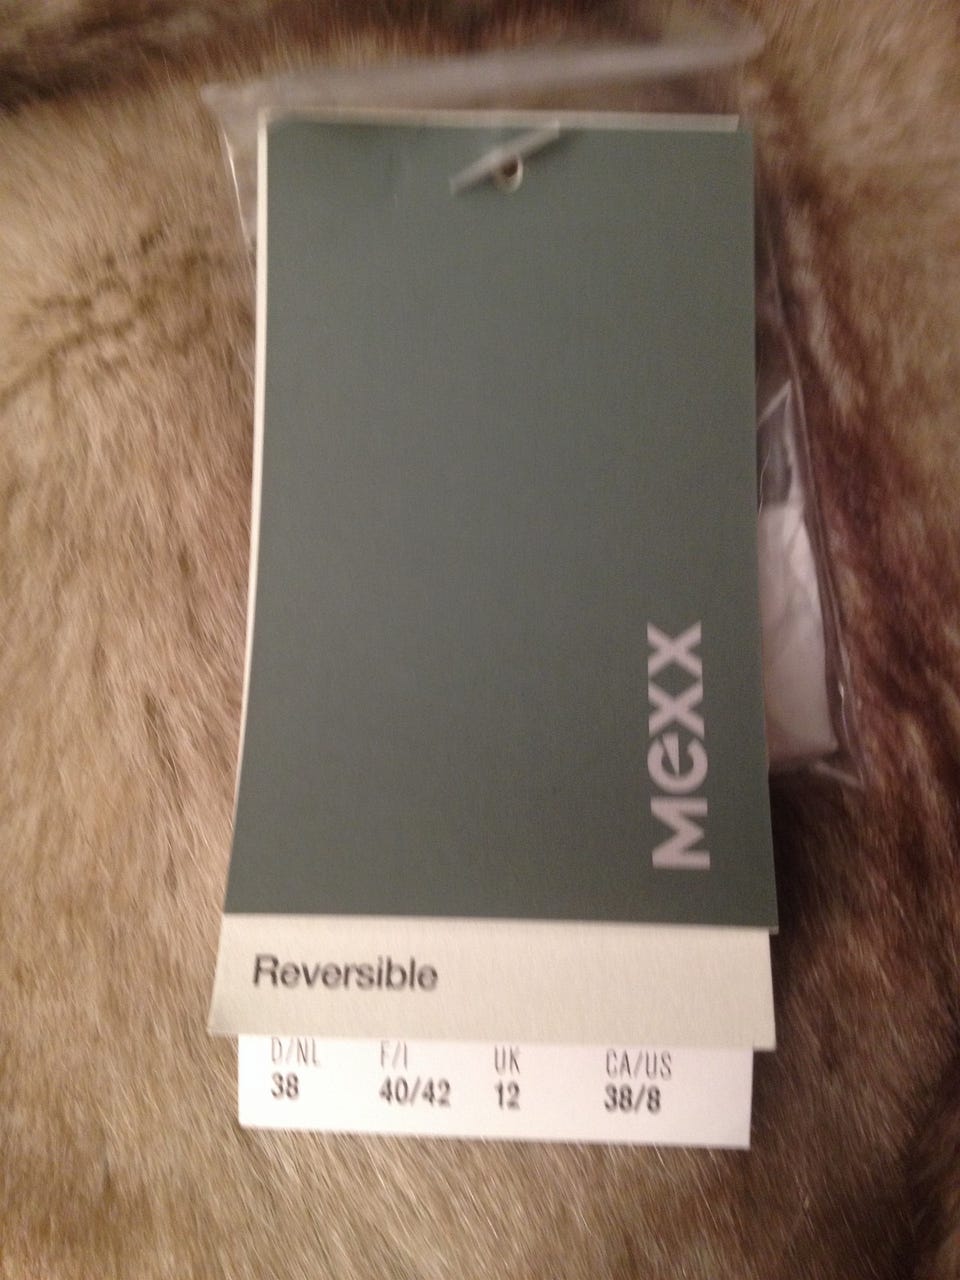 Mexx
Reversible
D/NL F/I UK CA/US
38 40/42 12 38/8